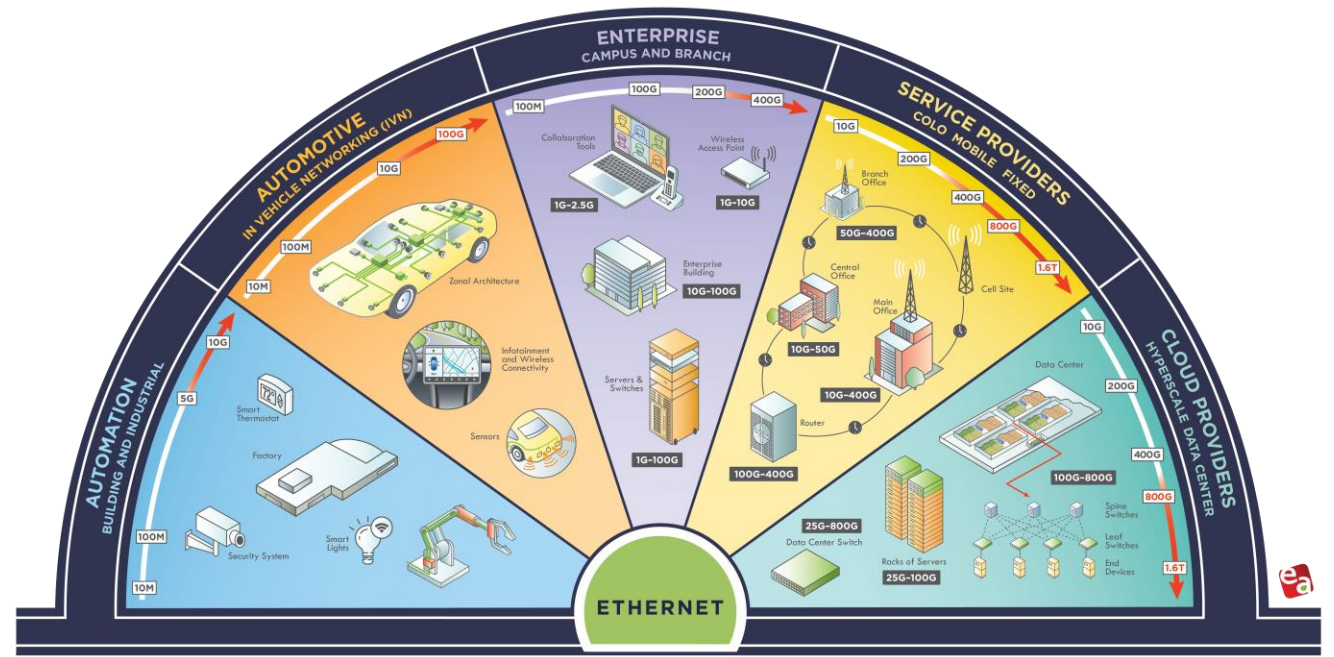 AUTOMATION
BUILDING AND INDUSTRIAL
10M
100M
5G
10G
Smart
Thermostat
72°
Factory
Security System
Smart
Lights
AUTOMOTIVE
IN VEHICLE NETWORKING (IVN)
10M
100M
10G
100G
Zonal Architecture
Infotainment
and Wireless
Connectivity
Sensors
ENTERPRISE
CAMPUS AND BRANCH
100M
100G
200G
400G
Collaboration
Tools
1G-2.5G
Wireless
Access Point
1G-10G
Enterprise
Building
10G-100G
Servers &
Switches
1G-100G
SERVICE PROVIDERS
COLO MOBILE FIXED
10G
200G
400G
800G
1.6T
Branch
Office
50G-400G
Central
Office
10G-50G
Main
Office
10G-400G
Cell Site
Router
100G-400G
CLOUD PROVIDERS
HYPERSCALE DATA CENTER
10G
200G
400G
800G
1.6T
Data Center
100G-800G
Spine
Switches
Leaf
Switches
End
Devices
25G-800G
Data Center Switch
Racks of Servers
25G-100G
ETHERNET
ea